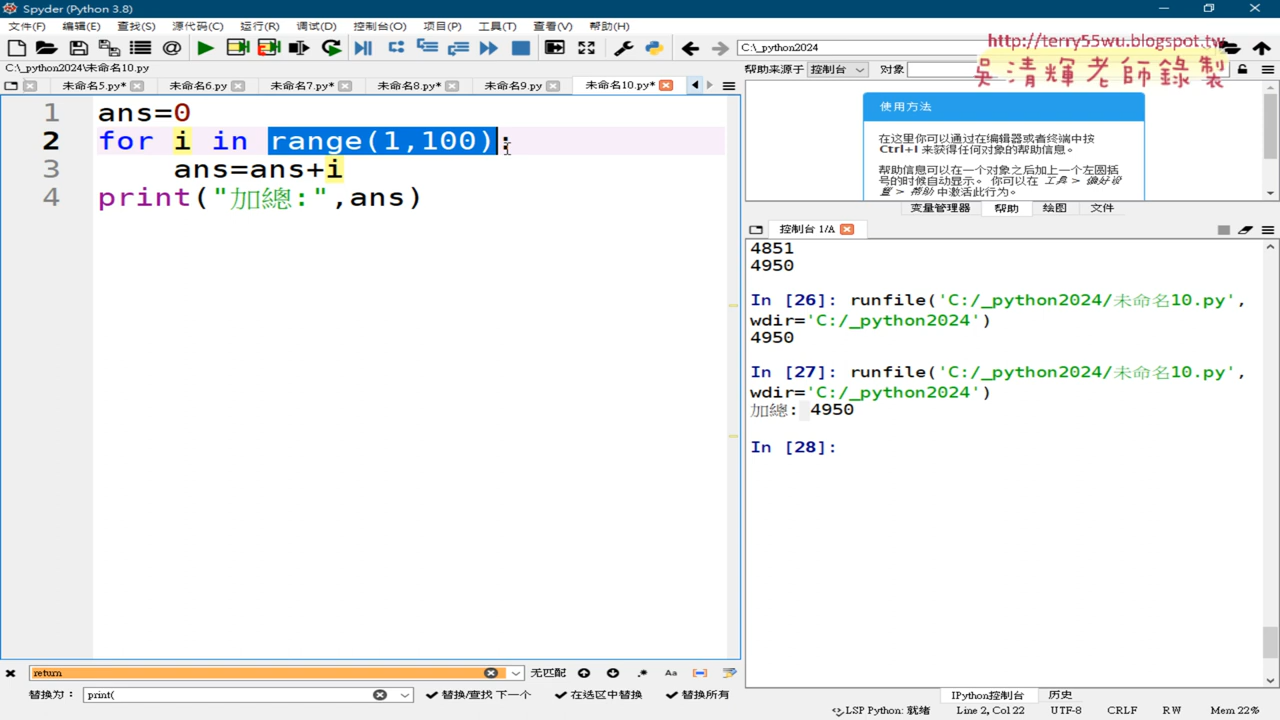 Spyder (Python 3.8)
文件(F) 编辑(E) 查找(S) 源代码(C) 运行(R) 调试(D) 控制台(O) 项目(P) 工具(T) 查看(V) 帮助(H)
C:\_python2024
http://terry55wu.blogspot.tw
吳清輝老師錄製
C:\_python2024\未命名10.py
未命名5.py* 未命名6.py 未命名7.py* 未命名8.py* 未命名9.py 未命名10.py*
帮助来源于 控制台 对象
1 ans=0
2 for i in range(1,100):
3 ans=ans+i
4 print("加總:",ans)
使用方法
在这里你可以通过在编辑器或者终端中按
Ctrl+I 来获得任何对象的帮助信息。
帮助信息可以在一个对象之后加上一个左圆括
号的时候自动显示。 你可以在 工具 > 偏好设
置 > 帮助 中激活此行为。
变量管理器 帮助 绘图 文件
控制台 1/A
4851
4950
In [26]: runfile('C:/_python2024/未命名10.py',
wdir='C:/_python2024')
4950
In [27]: runfile('C:/_python2024/未命名10.py',
wdir='C:/_python2024')
加總: 4950
In [28]:
return 无匹配 Aa
替换为: print( 替换/查找 下一个 在选区中替换 替换所有
IPython控制台 历史
LSP Python: 就绪 Line 2, Col 22 UTF-8 CRLF RW Mem 22%